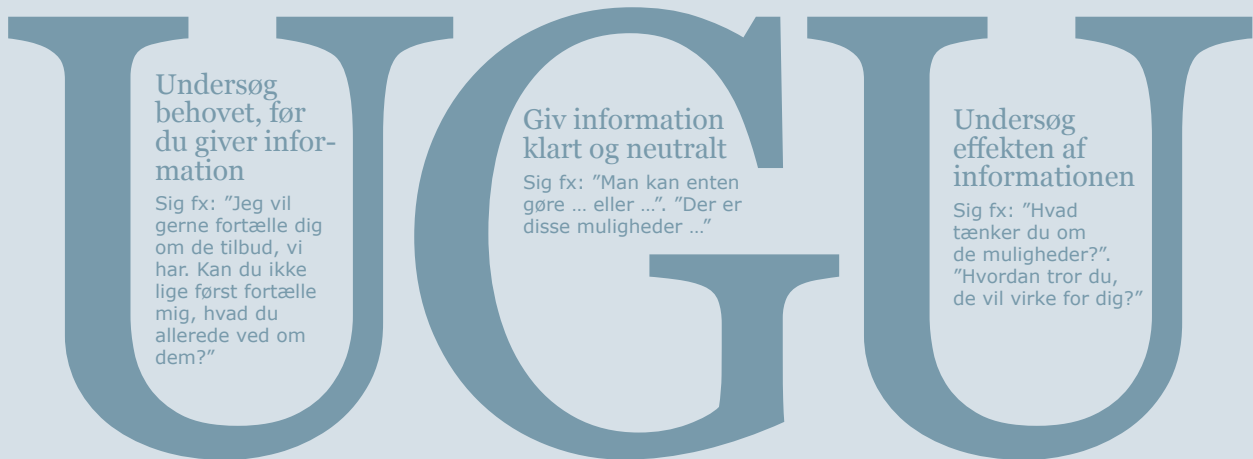 UGU
Undersøg
behovet, før
du giver infor-
mation
Sig fx: ”Jeg vil
gerne fortælle dig
om de tilbud, vi
har. Kan du ikke
lige først fortælle
mig, hvad du
allerede ved om
dem?”
Giv information
klart og neutralt
Sig fx: ”Man kan enten
gøre … eller …”. ”Der er
disse muligheder …”
Undersøg
effekten af
informationen
Sig fx: ”Hvad
tænker du om
de muligheder?”.
”Hvordan tror du,
de vil virke for dig?”